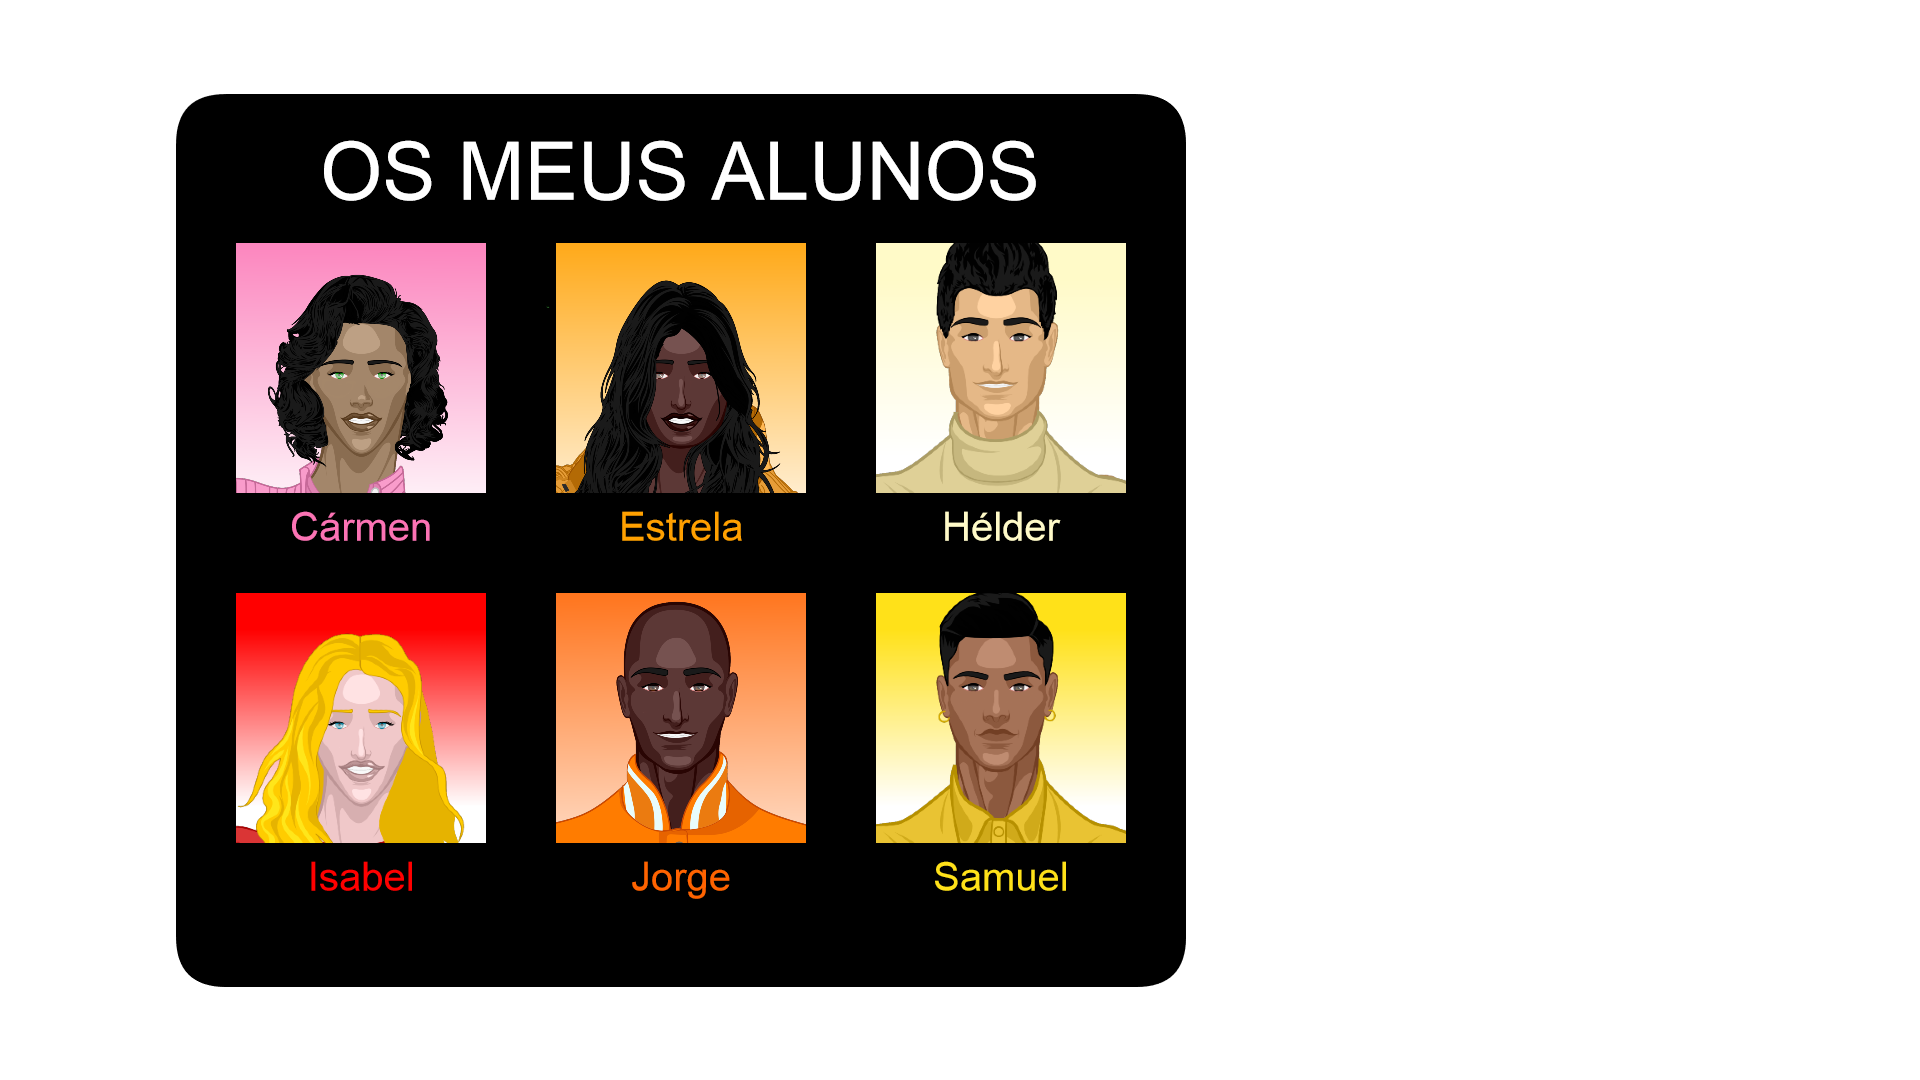 OS MEUS ALUNOS
Cármen
Estrela
Hélder
Isabel
Jorge
Samuel